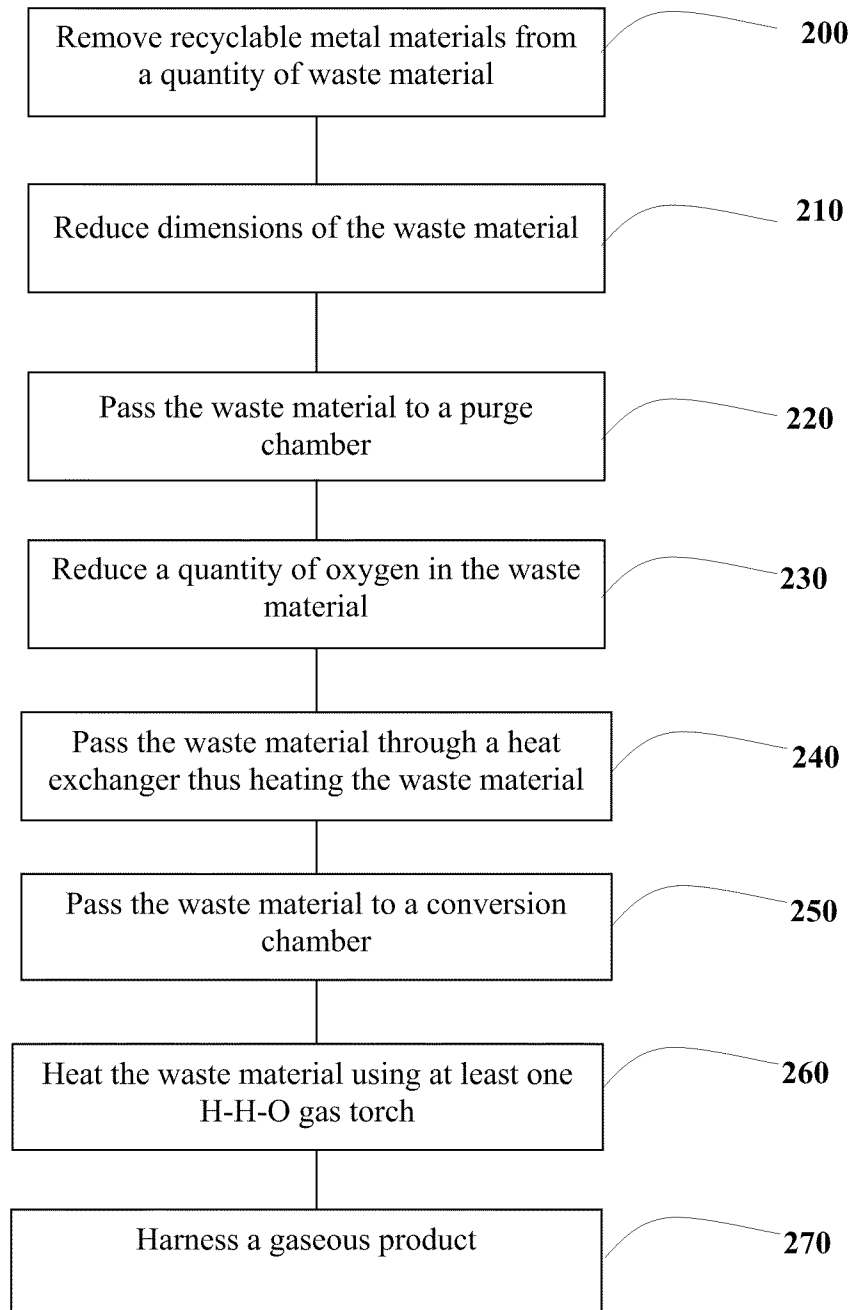 Remove recyclable metal materials from
a quantity of waste material
200
Reduce dimensions of the waste material
210
Pass the waste material to a purge
chamber
220
Reduce a quantity of oxygen in the waste
material
230
Pass the waste material through a heat
exchanger thus heating the waste material
240
Pass the waste material to a conversion
chamber
250
Heat the waste material using at least one
H-H-O gas torch
260
Harness a gaseous product
270